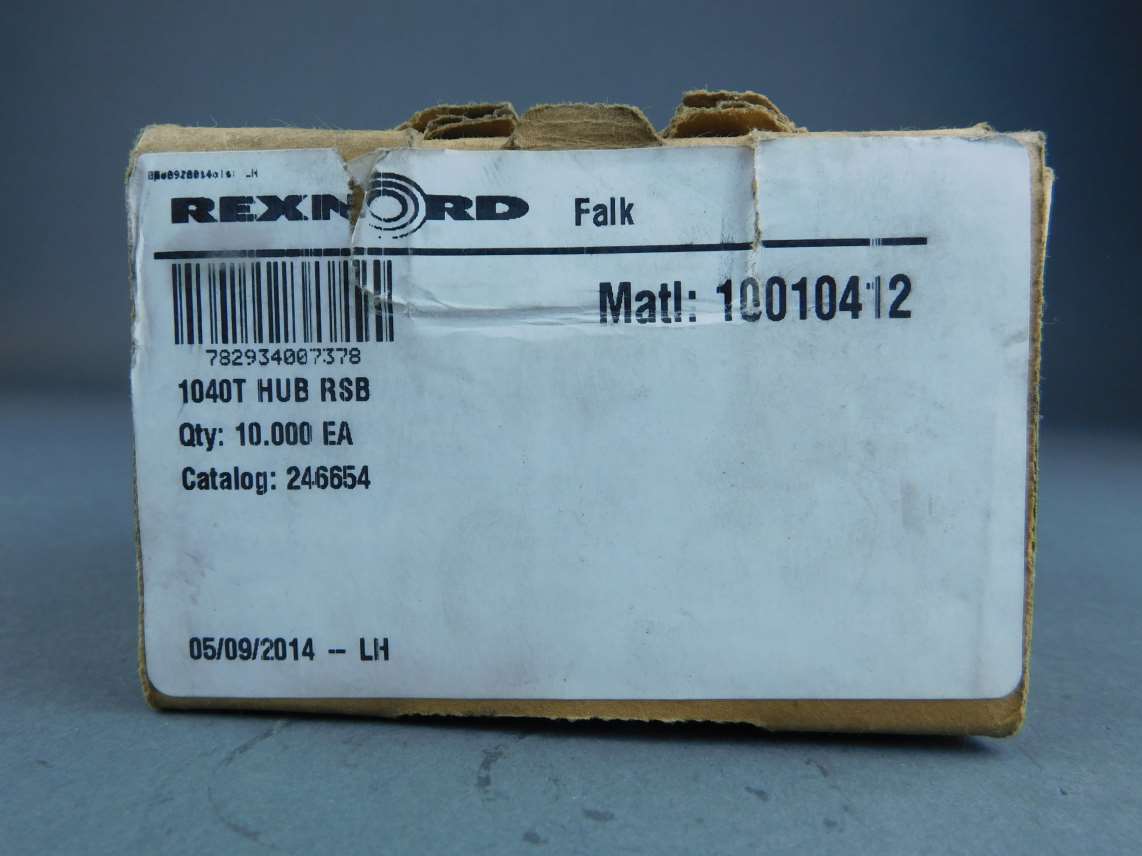 REXNORD Falk
Matl: 10010412
782934007378
1040T HUB RSB
Qty: 10.000 EA
Catalog: 246654
05/09/2014 -- LH